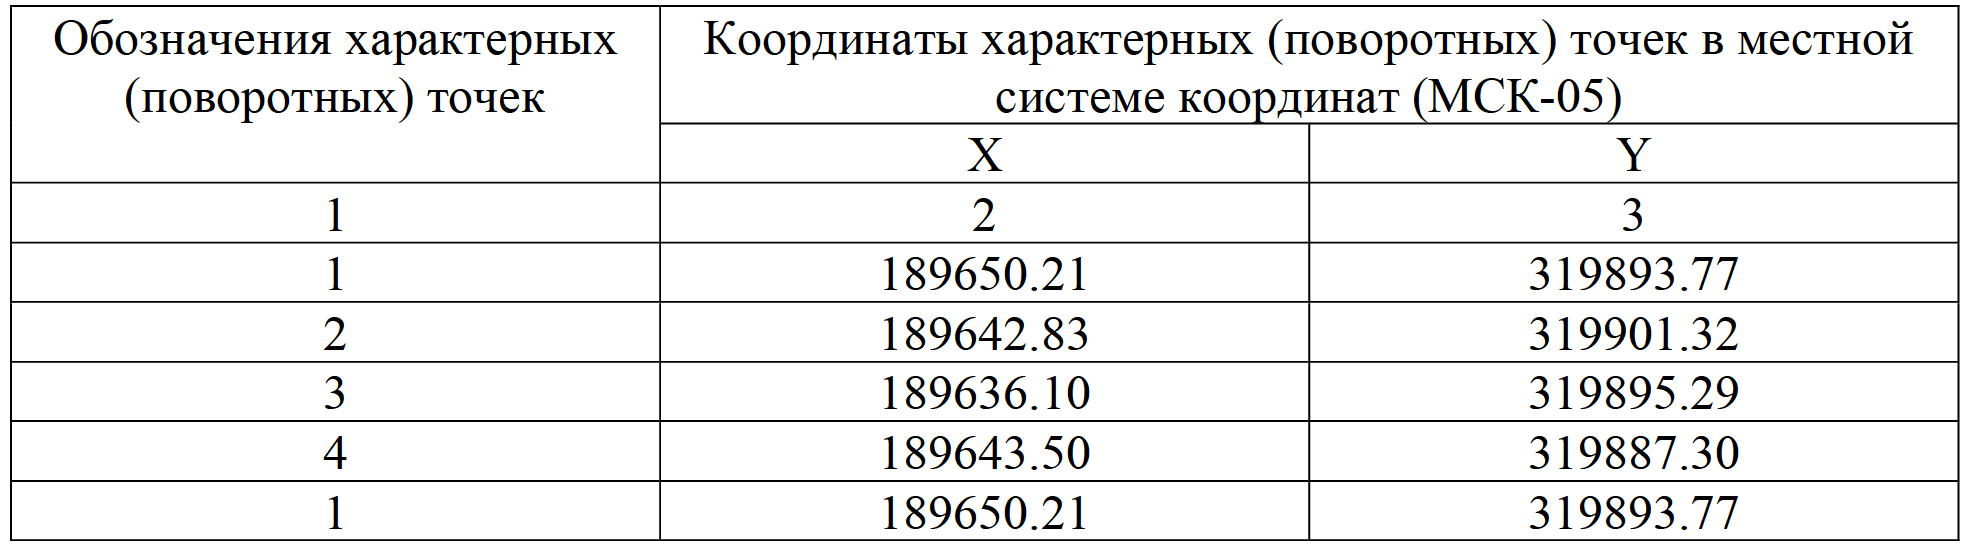 Обозначения характерных
(поворотных) точек
Координаты характерных (поворотных) точек в местной
системе координат (МСК-05)
X Y
1 2 3
1 189650.21 319893.77
2 189642.83 319901.32
3 189636.10 319895.29
4 189643.50 319887.30
1 189650.21 319893.77